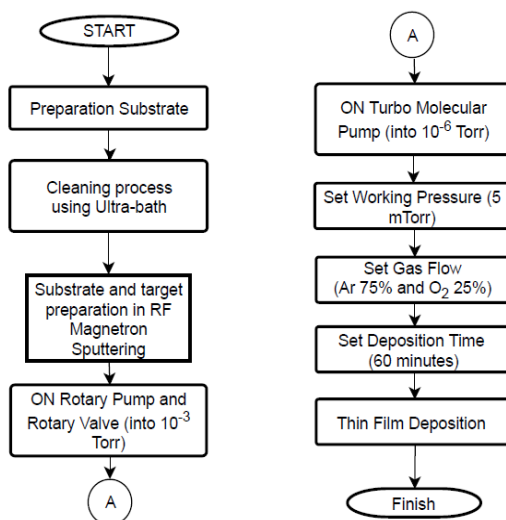 START
Preparation Substrate
Cleaning process
using Ultra-bath
Substrate and target
preparation in RF
Magnetron
Sputtering
ON Rotary Pump and
Rotary Valve (into 10⁻³
Torr)
A
A
ON Turbo Molecular
Pump (into 10⁻⁶ Torr)
Set Working Pressure (5
mTorr)
Set Gas Flow
(Ar 75% and O₂ 25%)
Set Deposition Time
(60 minutes)
Thin Film Deposition
Finish